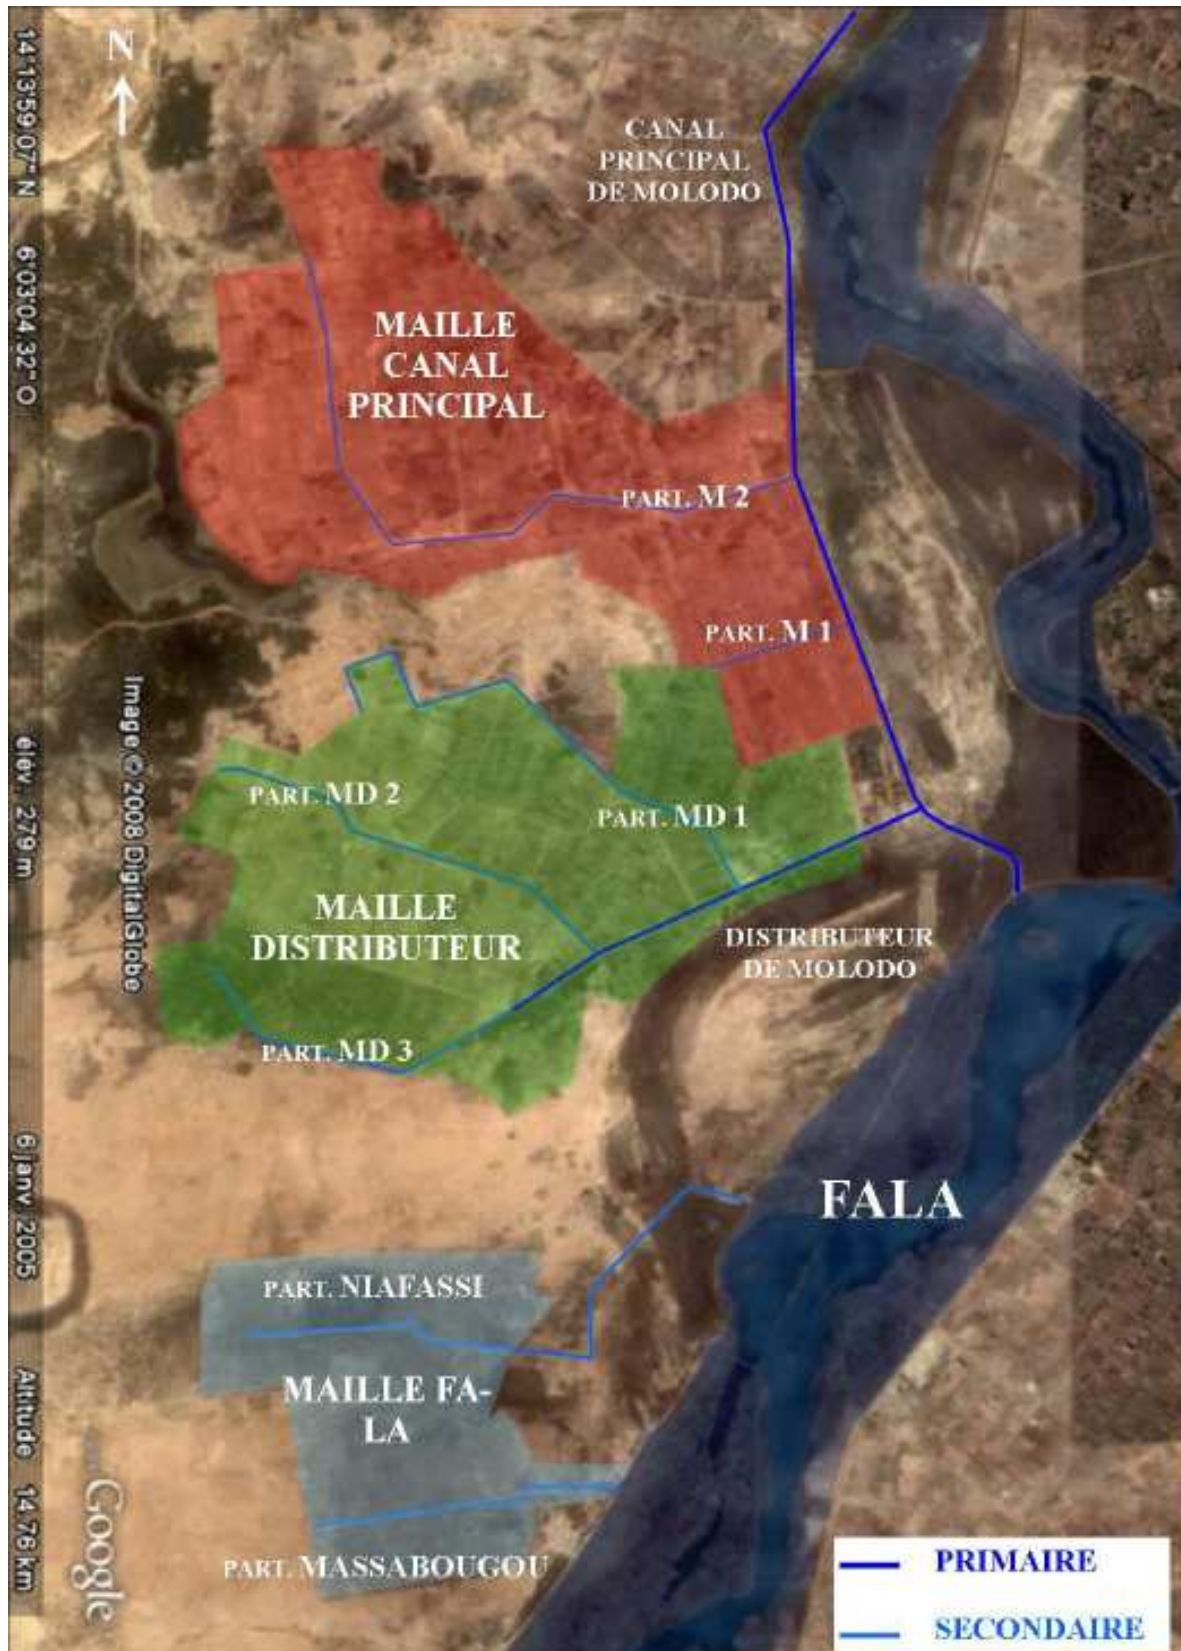 N
14°13'59.07" N   6°03'04.32" O   élév. 279 m   6 janv. 2005   Altitude 14.76 km
CANAL
PRINCIPAL
DE MOLODO
MAILLE
CANAL
PRINCIPAL
PART. M 2
PART. M 1
Image © 2008 DigitalGlobe
PART. MD 2
PART. MD 1
MAILLE
DISTRIBUTEUR
DISTRIBUTEUR
DE MOLODO
PART. MD 3
FALA
PART. NIAFASSI
MAILLE FA-
LA
PART. MASSABOUGOU
Google
PRIMAIRE
SECONDAIRE